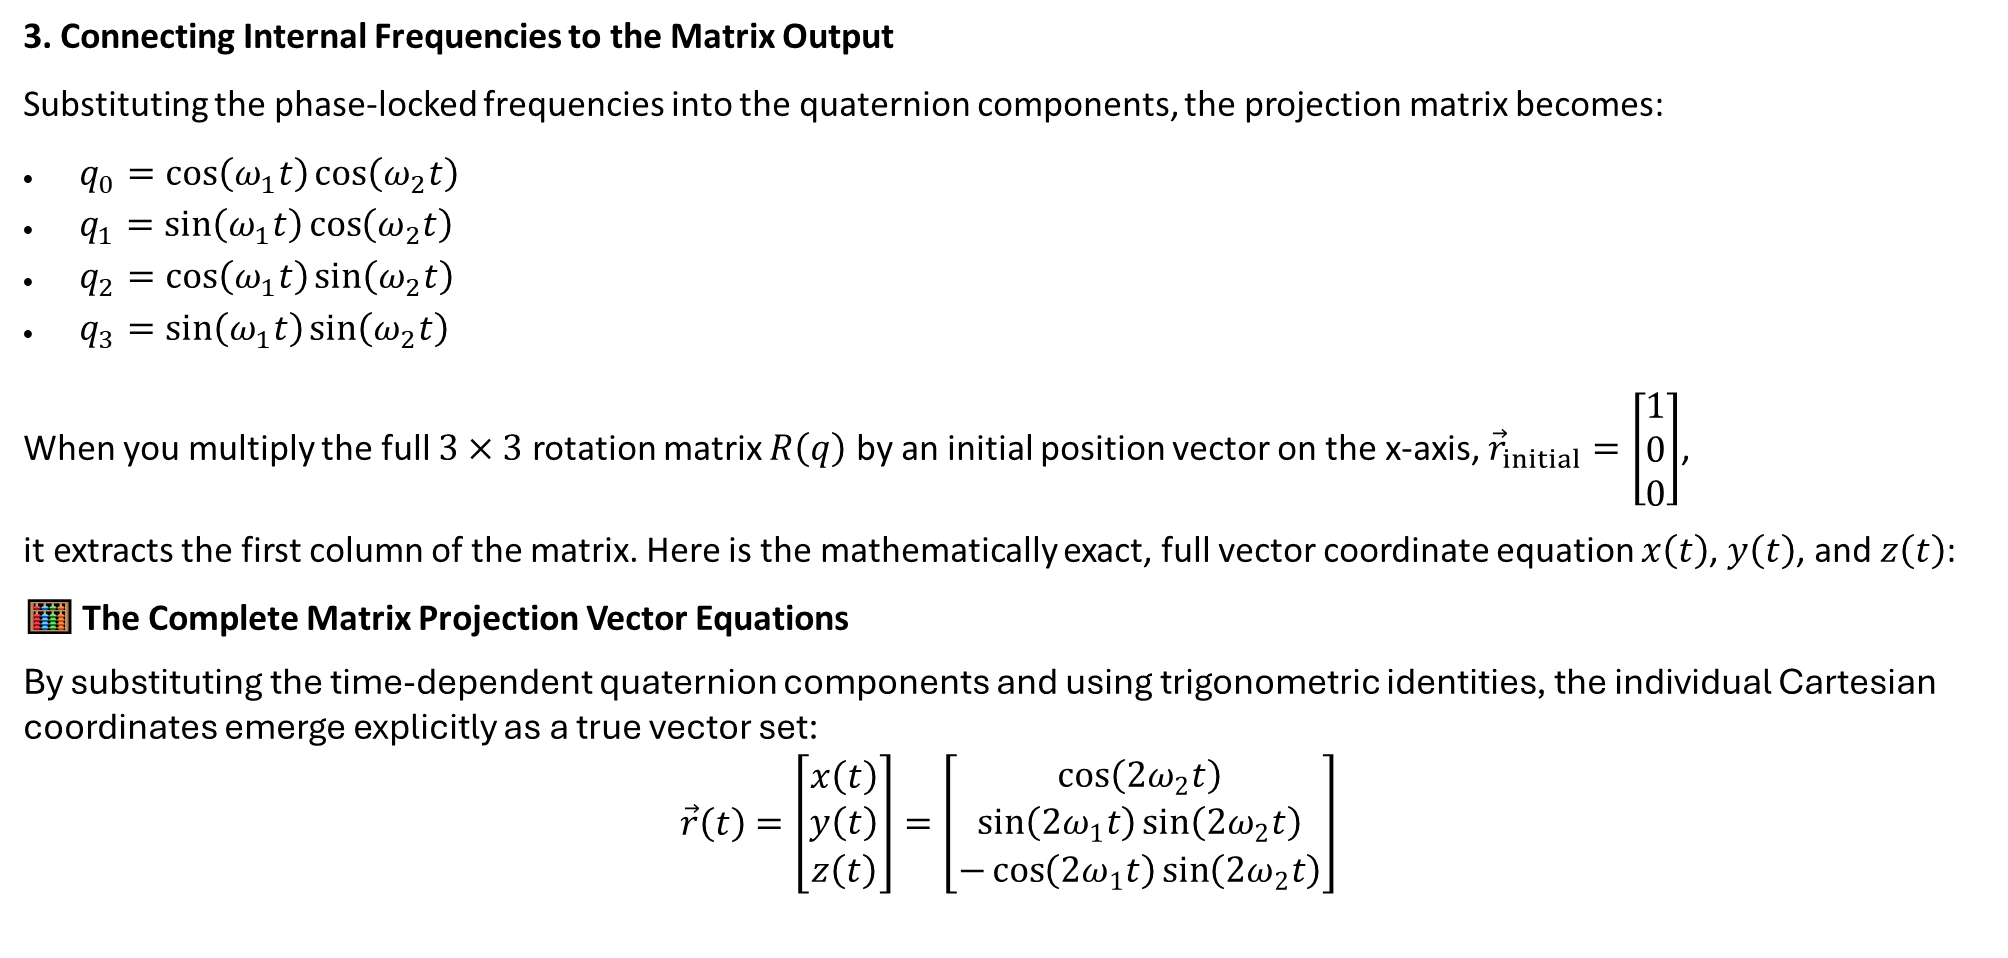 3. Connecting Internal Frequencies to the Matrix Output
Substituting the phase-locked frequencies into the quaternion components, the projection matrix becomes:
• q₀ = cos(ω₁t) cos(ω₂t)
• q₁ = sin(ω₁t) cos(ω₂t)
• q₂ = cos(ω₁t) sin(ω₂t)
• q₃ = sin(ω₁t) sin(ω₂t)
When you multiply the full 3 × 3 rotation matrix R(q) by an initial position vector on the x-axis, r⃗initial = [1 0 0],
it extracts the first column of the matrix. Here is the mathematically exact, full vector coordinate equation x(t), y(t), and z(t):
🧮 The Complete Matrix Projection Vector Equations
By substituting the time-dependent quaternion components and using trigonometric identities, the individual Cartesian
coordinates emerge explicitly as a true vector set:
[x(t)] [cos(2ω₂t)]
r⃗(t) = [y(t)] = [sin(2ω₁t) sin(2ω₂t)]
[z(t)] [− cos(2ω₁t) sin(2ω₂t)]